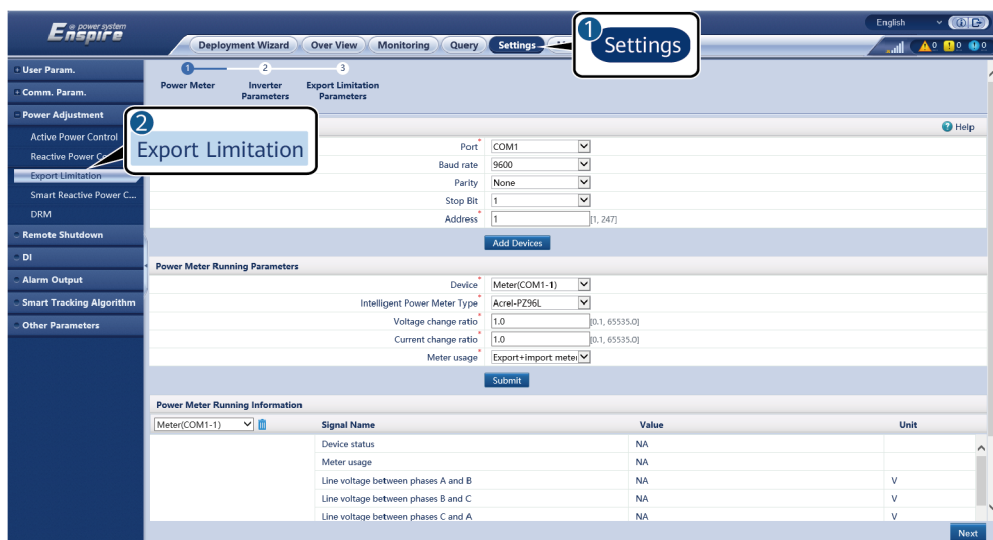 Enspire
e power system
English
Deployment Wizard
Over View
Monitoring
Query
Settings
1
Settings
0
0
0
User Param.
Comm. Param.
Power Adjustment
Active Power Control
Reactive Power
Export Limitation
Smart Reactive Power C...
DRM
Remote Shutdown
DI
Alarm Output
Smart Tracking Algorithm
Other Parameters
2
Export Limitation
1
2
3
Power Meter
Inverter
Parameters
Export Limitation
Parameters
Help
Port * COM1
Baud rate 9600
Parity None
Stop Bit 1
Address * 1 [1, 247]
Add Devices
Power Meter Running Parameters
Device * Meter(COM1-1)
Intelligent Power Meter Type * Acrel-PZ96L
Voltage change ratio * 1.0 [0.1, 65535.0]
Current change ratio * 1.0 [0.1, 65535.0]
Meter usage * Export+import meter
Submit
Power Meter Running Information
Meter(COM1-1)
Signal Name Value Unit
Device status NA
Meter usage NA
Line voltage between phases A and B NA V
Line voltage between phases B and C NA V
Line voltage between phases C and A NA V
Next